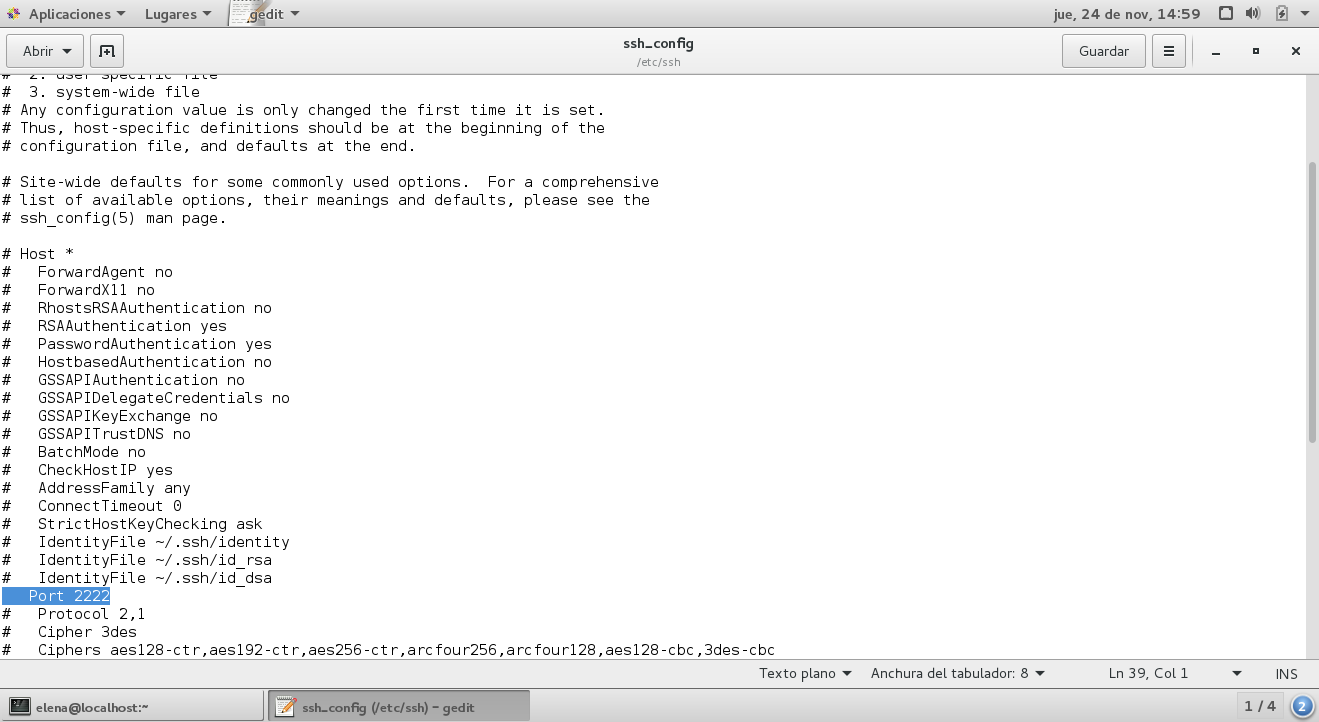 Aplicaciones Lugares gedit jue, 24 de nov, 14:59
Abrir ssh_config Guardar
/etc/ssh
#  2. user-specific file
#  3. system-wide file
# Any configuration value is only changed the first time it is set.
# Thus, host-specific definitions should be at the beginning of the
# configuration file, and defaults at the end.
# Site-wide defaults for some commonly used options.  For a comprehensive
# list of available options, their meanings and defaults, please see the
# ssh_config(5) man page.
# Host *
#   ForwardAgent no
#   ForwardX11 no
#   RhostsRSAAuthentication no
#   RSAAuthentication yes
#   PasswordAuthentication yes
#   HostbasedAuthentication no
#   GSSAPIAuthentication no
#   GSSAPIDelegateCredentials no
#   GSSAPIKeyExchange no
#   GSSAPITrustDNS no
#   BatchMode no
#   CheckHostIP yes
#   AddressFamily any
#   ConnectTimeout 0
#   StrictHostKeyChecking ask
#   IdentityFile ~/.ssh/identity
#   IdentityFile ~/.ssh/id_rsa
#   IdentityFile ~/.ssh/id_dsa
   Port 2222
#   Protocol 2,1
#   Cipher 3des
#   Ciphers aes128-ctr,aes192-ctr,aes256-ctr,arcfour256,arcfour128,aes128-cbc,3des-cbc
Texto plano Anchura del tabulador: 8 Ln 39, Col 1 INS
elena@localhost:~ ssh_config (/etc/ssh) - gedit 1 / 4 2